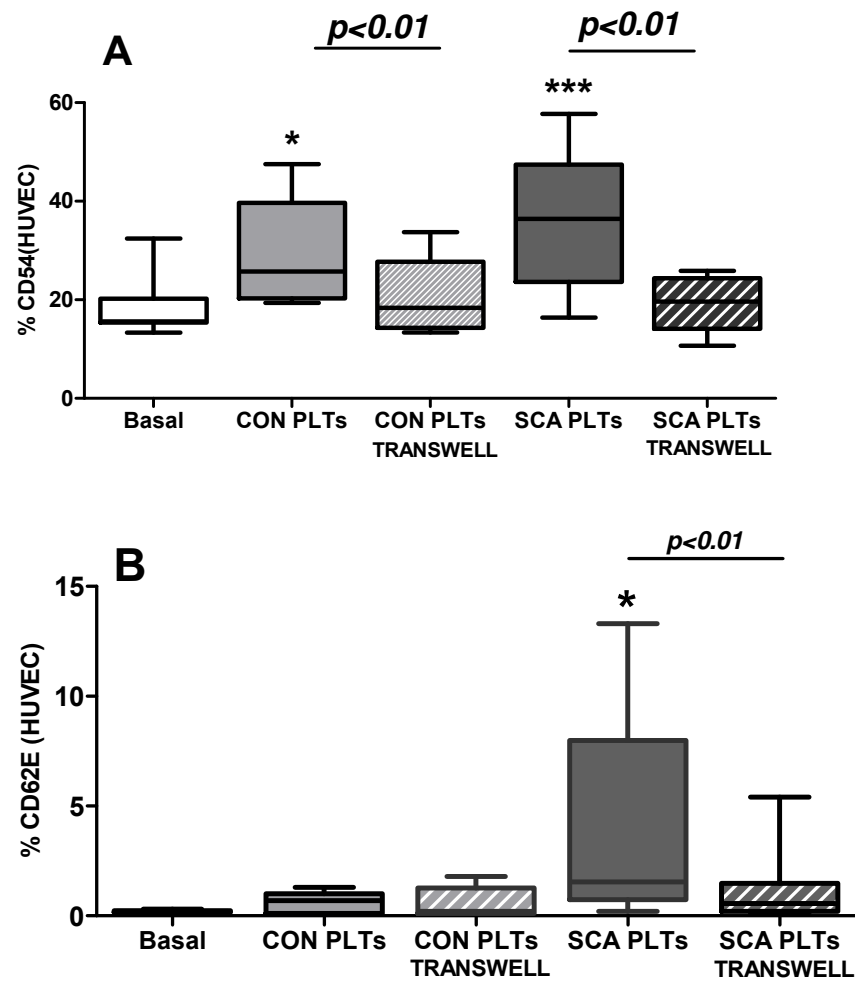 A
p<0.01
p<0.01
% CD54(HUVEC)
60
40
20
0
*
***
Basal
CON PLTs
CON PLTs
TRANSWELL
SCA PLTs
SCA PLTs
TRANSWELL
B
p<0.01
% CD62E (HUVEC)
15
10
5
0
*
Basal
CON PLTs
CON PLTs
TRANSWELL
SCA PLTs
SCA PLTs
TRANSWELL